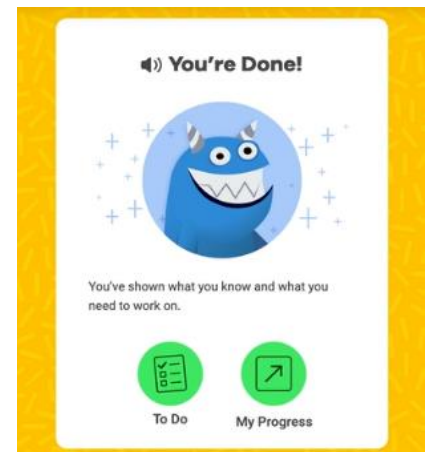 You're Done!
You've shown what you know and what you
need to work on.
To Do
My Progress